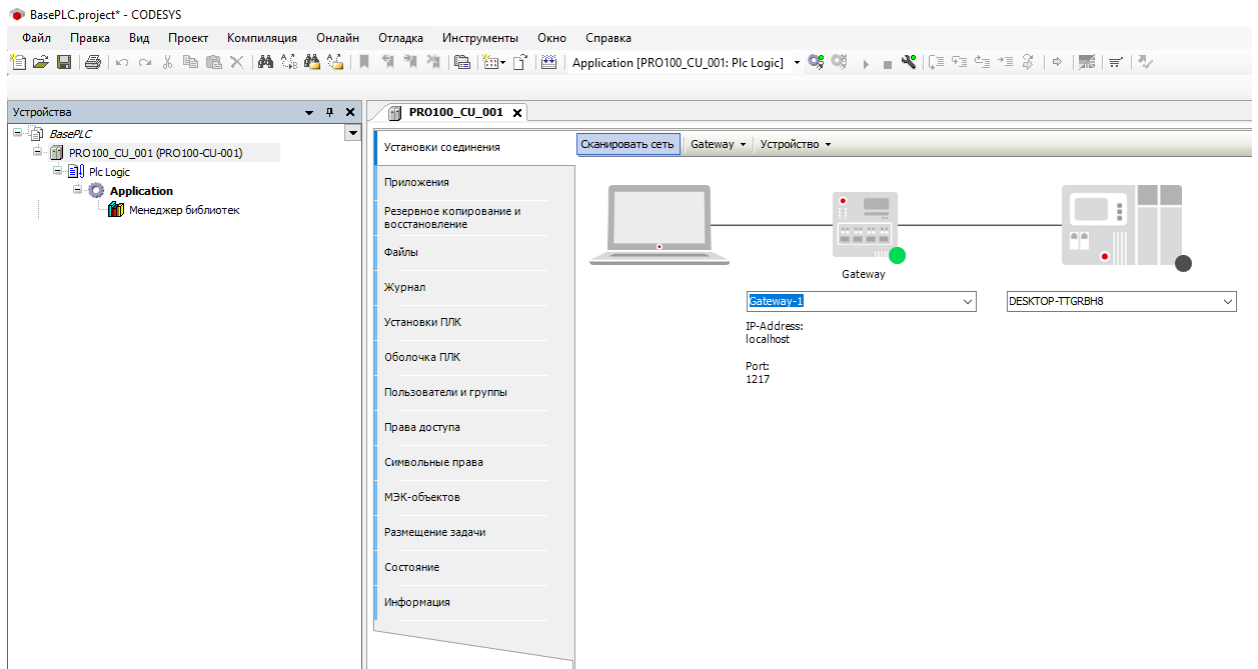 BasePLC.project* - CODESYS
Файл Правка Вид Проект Компиляция Онлайн Отладка Инструменты Окно Справка
Application [PRO100_CU_001: Plc Logic]
Устройства
BasePLC
PRO100_CU_001 (PRO100-CU-001)
Plc Logic
Application
Менеджер библиотек
PRO100_CU_001
Установки соединения
Приложения
Резервное копирование и
восстановление
Файлы
Журнал
Установки ПЛК
Оболочка ПЛК
Пользователи и группы
Права доступа
Символьные права
МЭК-объектов
Размещение задачи
Состояние
Информация
Сканировать сеть Gateway Устройство
Gateway
Gateway-1
DESKTOP-TTGRBH8
IP-Address:
localhost
Port:
1217